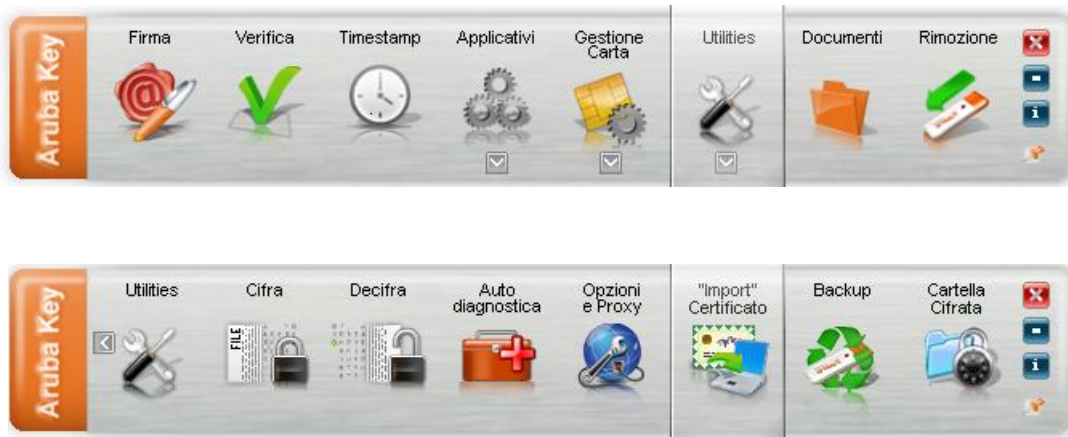 Aruba Key
Firma
Verifica
Timestamp
Applicativi
Gestione
Carta
Utilities
Documenti
Rimozione
Aruba Key
Utilities
Cifra
Decifra
Auto
diagnostica
Opzioni
e Proxy
"Import"
Certificato
Backup
Cartella
Cifrata
FILE